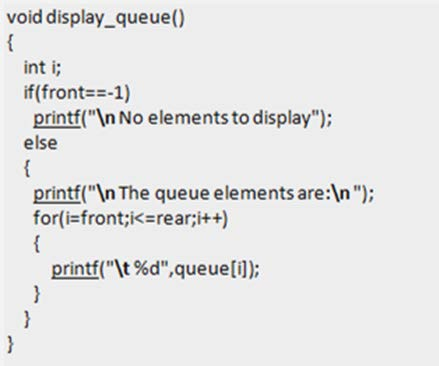 void display_queue()
{
int i;
if(front==-1)
printf("\n No elements to display");
else
{
printf("\n The queue elements are:\n ");
for(i=front;i<=rear;i++)
{
printf("\t %d",queue[i]);
}
}
}